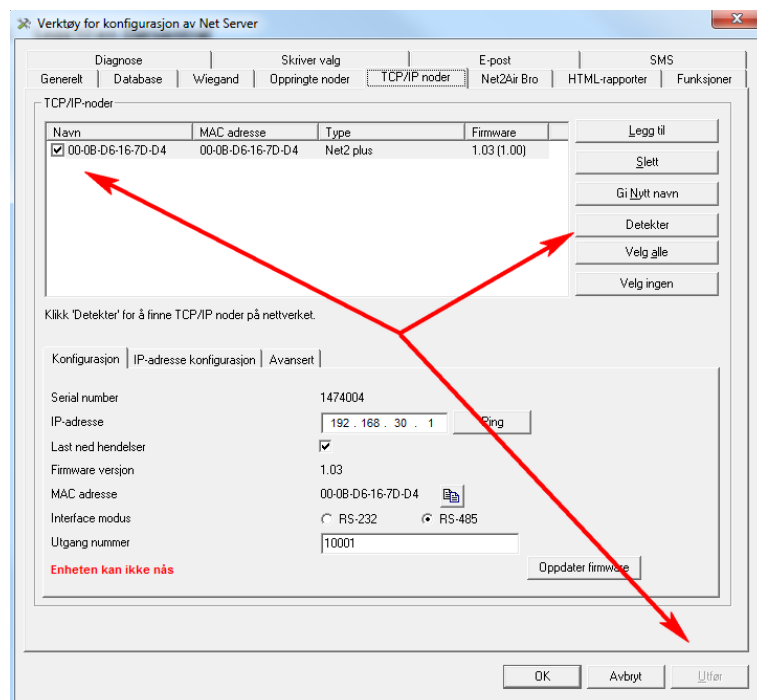 Verktøy for konfigurasjon av Net Server
Diagnose Skriver valg E-post SMS
Generelt Database Wiegand Oppringte noder TCP/IP noder Net2Air Bro HTML-rapporter Funksjoner
TCP/IP-noder
Navn MAC adresse Type Firmware
00-0B-D6-16-7D-D4 00-0B-D6-16-7D-D4 Net2 plus 1.03 (1.00)
Legg til
Slett
Gi Nytt navn
Detekter
Velg alle
Velg ingen
Klikk 'Detekter' for å finne TCP/IP noder på nettverket.
Konfigurasjon IP-adresse konfigurasjon Avansert
Serial number 1474004
IP-adresse 192 . 168 . 30 . 1 Ping
Last ned hendelser
Firmware versjon 1.03
MAC adresse 00-0B-D6-16-7D-D4
Interface modus RS-232 RS-485
Utgang nummer 10001
Enheten kan ikke nås Oppdater firmware
OK Avbryt Utfør